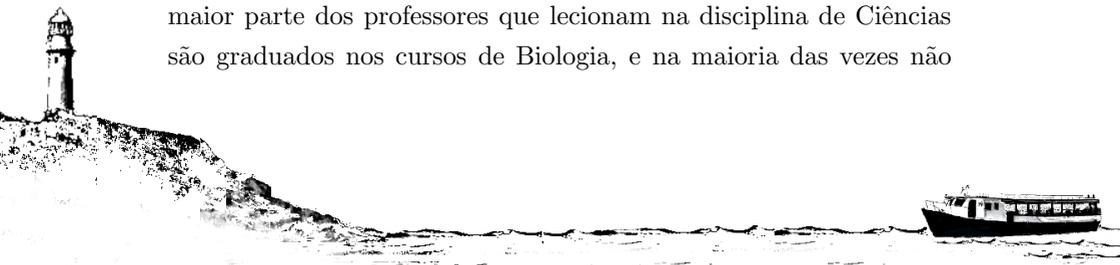 maior parte dos professores que lecionam na disciplina de Ciências
são graduados nos cursos de Biologia, e na maioria das vezes não